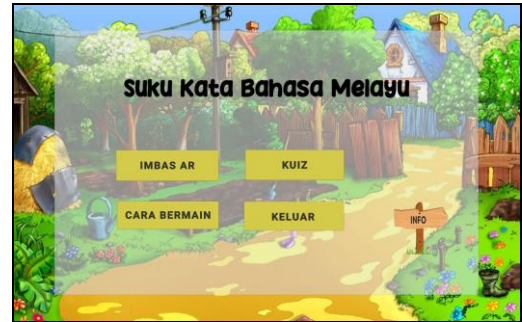 Suku Kata Bahasa Melayu
IMBAS AR
KUIZ
CARA BERMAIN
KELUAR
INFO